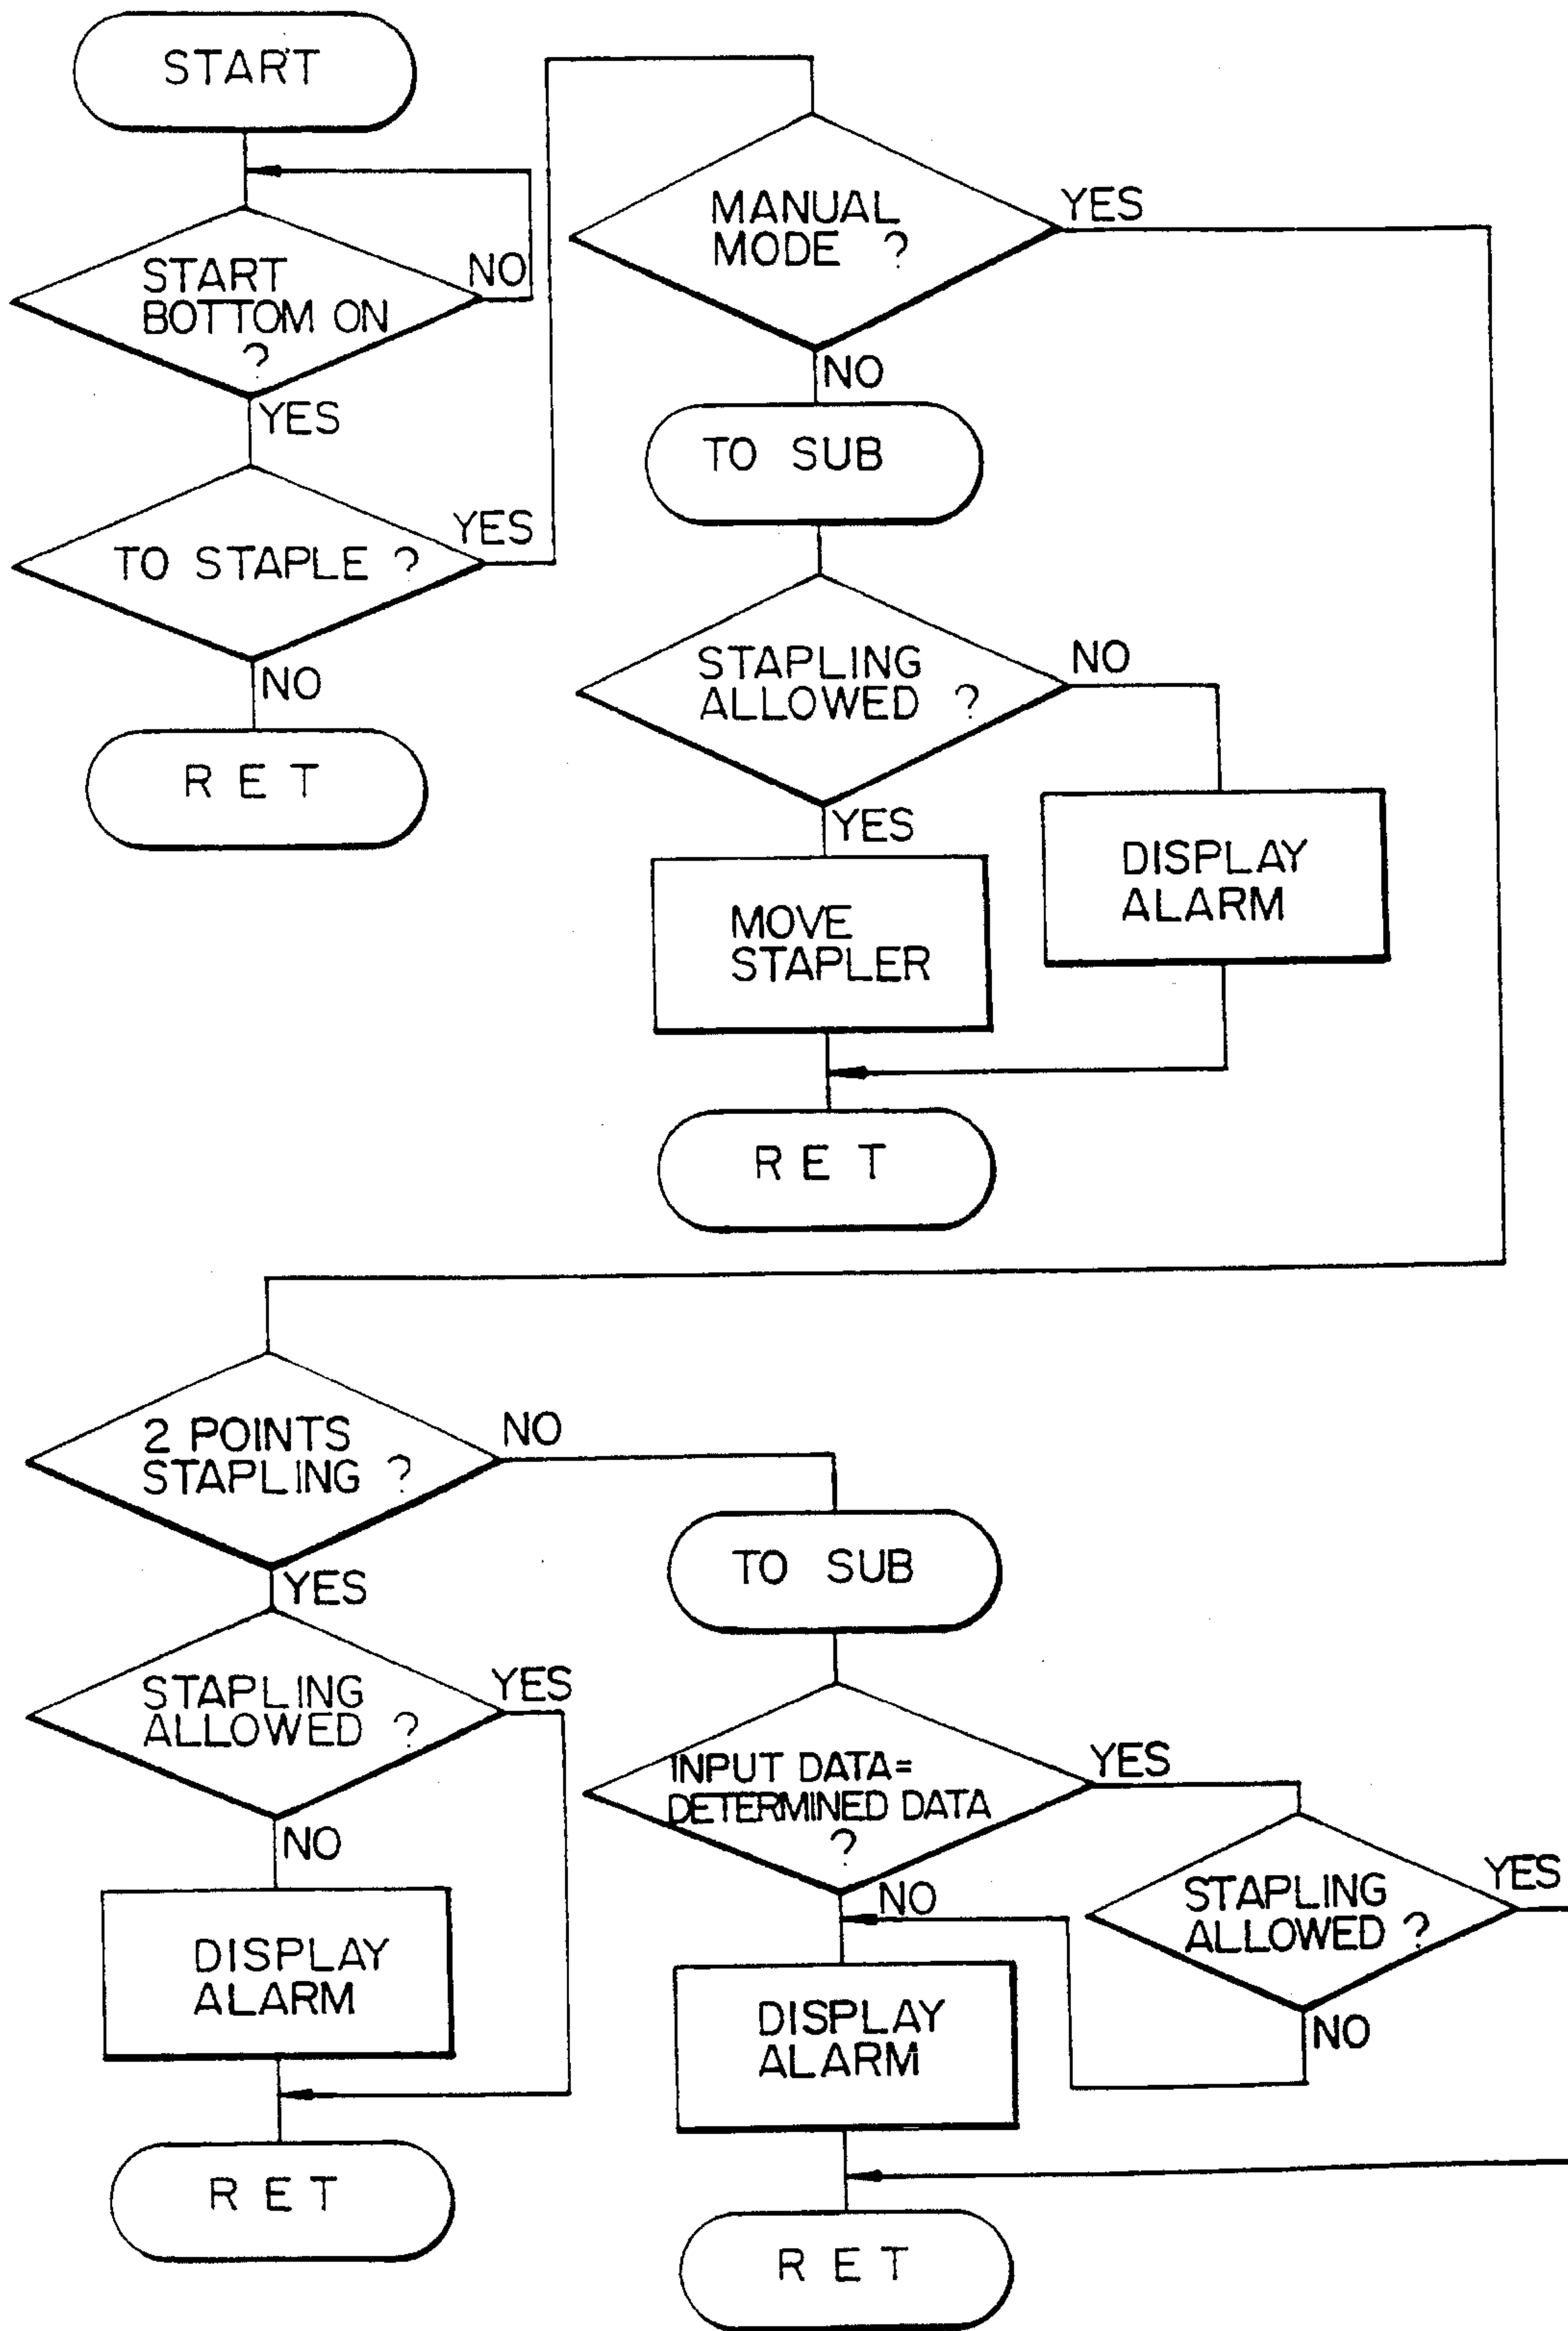 START
START
BOTTOM ON
?
NO
YES
TO STAPLE ?
YES
NO
RET
MANUAL
MODE ?
YES
NO
TO SUB
STAPLING
ALLOWED ?
NO
YES
MOVE
STAPLER
DISPLAY
ALARM
RET
2 POINTS
STAPLING ?
NO
YES
STAPLING
ALLOWED ?
YES
NO
DISPLAY
ALARM
RET
TO SUB
INPUT DATA=
DETERMINED DATA
?
YES
NO
STAPLING
ALLOWED ?
YES
NO
DISPLAY
ALARM
RET